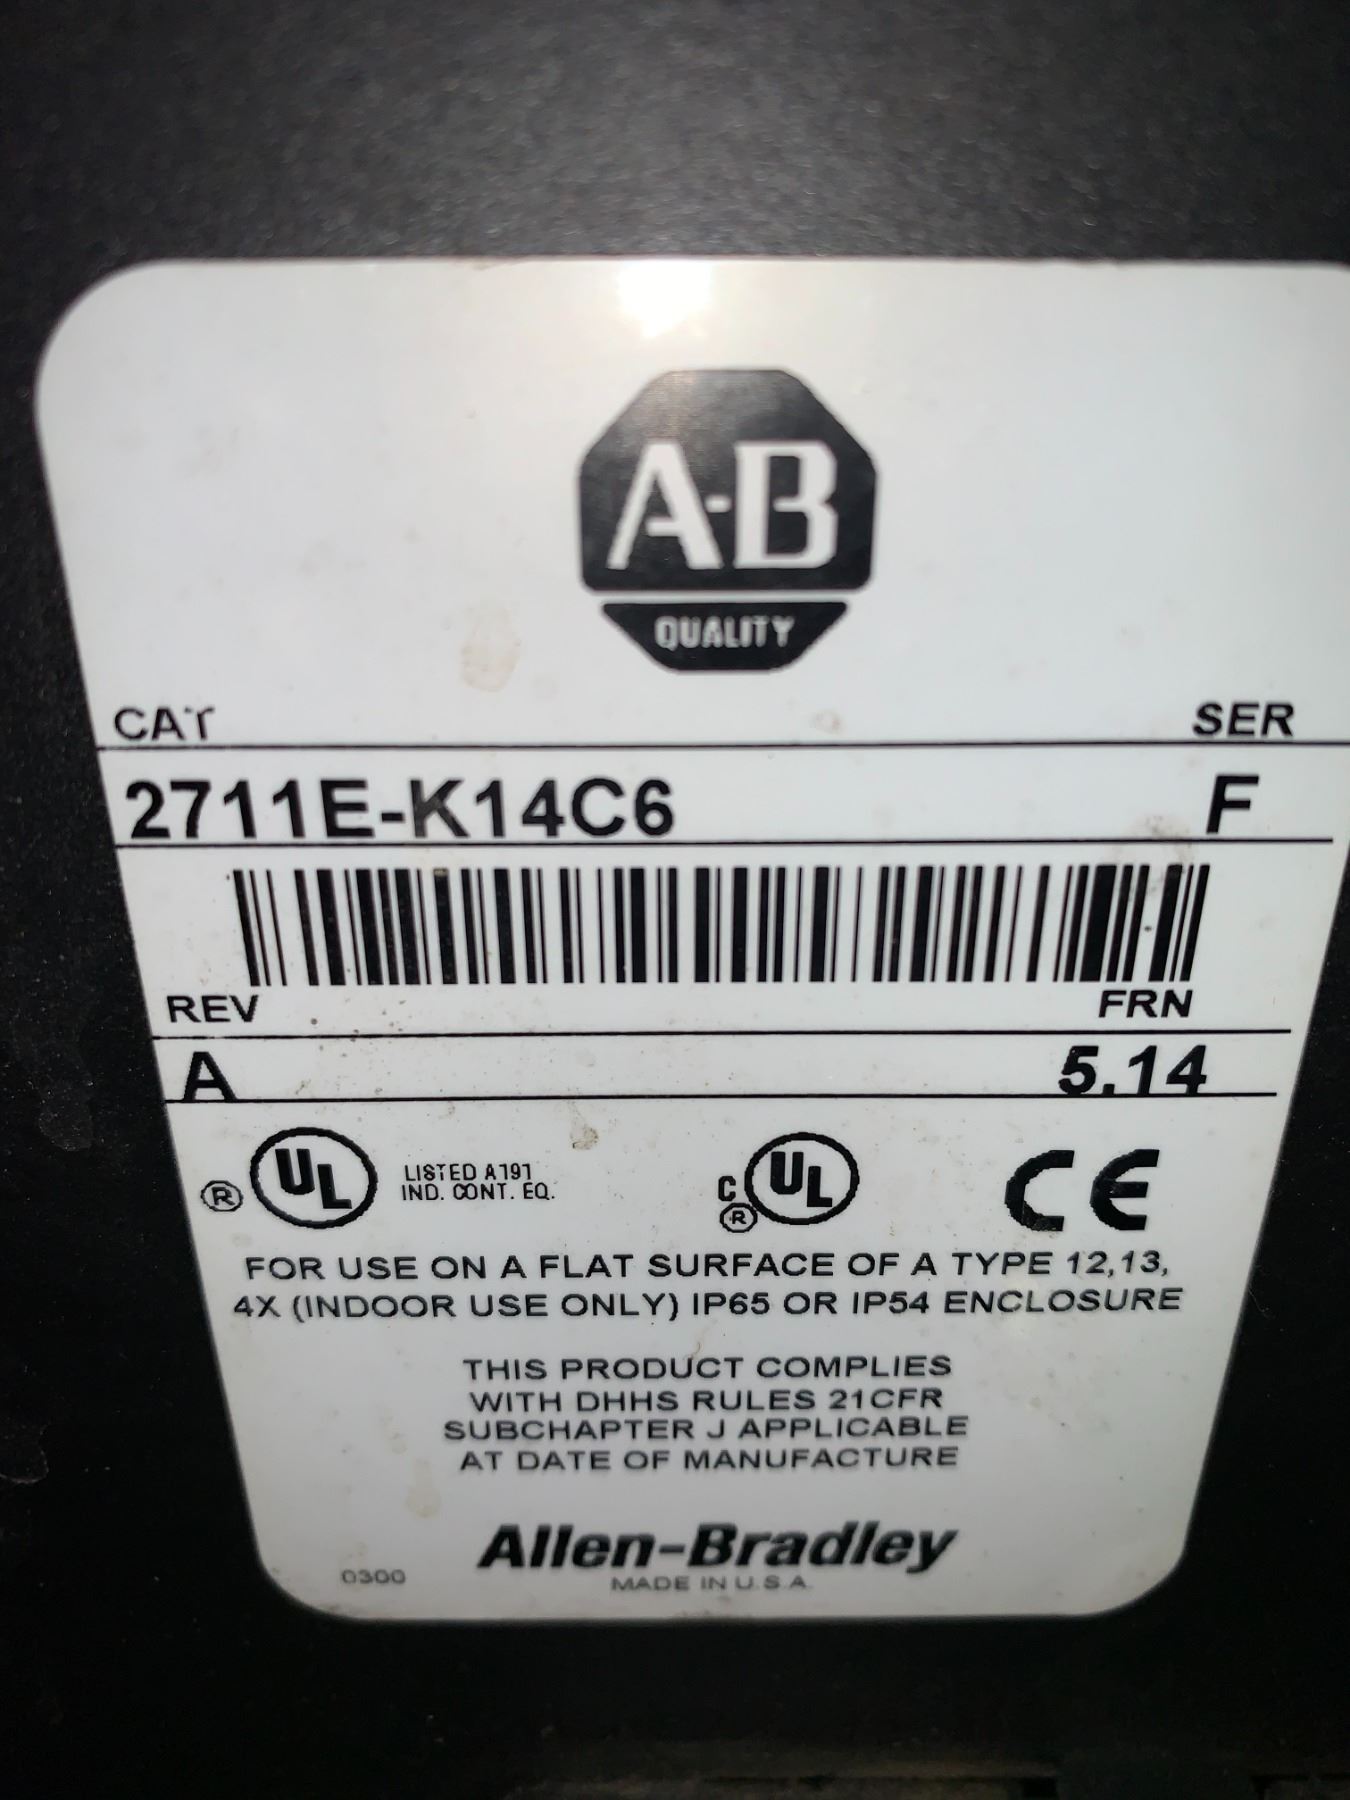 A-B
QUALITY
CAT SER
2711E-K14C6 F
REV FRN
A 5.14
® UL LISTED A191 C UL ® CE
IND. CONT. EQ.
FOR USE ON A FLAT SURFACE OF A TYPE 12,13,
4X (INDOOR USE ONLY) IP65 OR IP54 ENCLOSURE
THIS PRODUCT COMPLIES
WITH DHHS RULES 21CFR
SUBCHAPTER J APPLICABLE
AT DATE OF MANUFACTURE
Allen-Bradley
0300 MADE IN U.S.A.